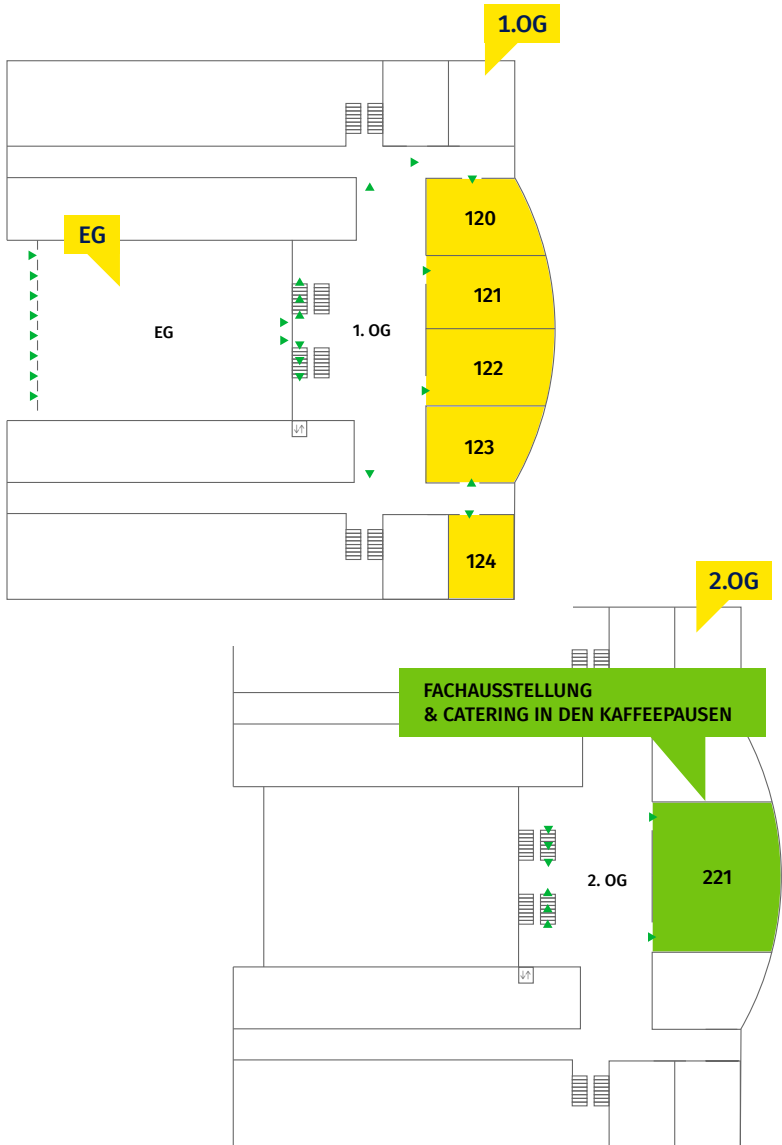 1.OG
120
EG
121
EG
1. OG
122
123
124
2.OG
FACHAUSSTELLUNG
& CATERING IN DEN KAFFEEPAUSEN
2. OG
221